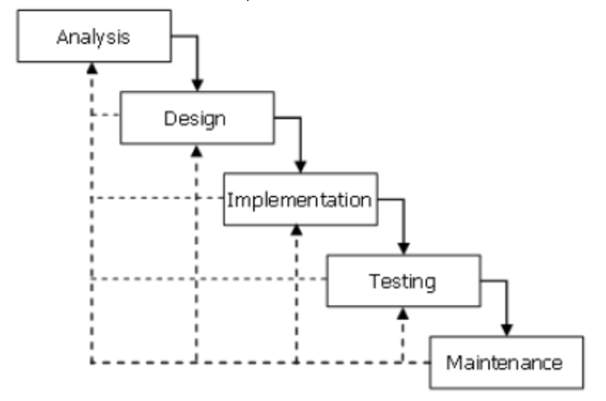 Analysis
Design
Implementation
Testing
Maintenance